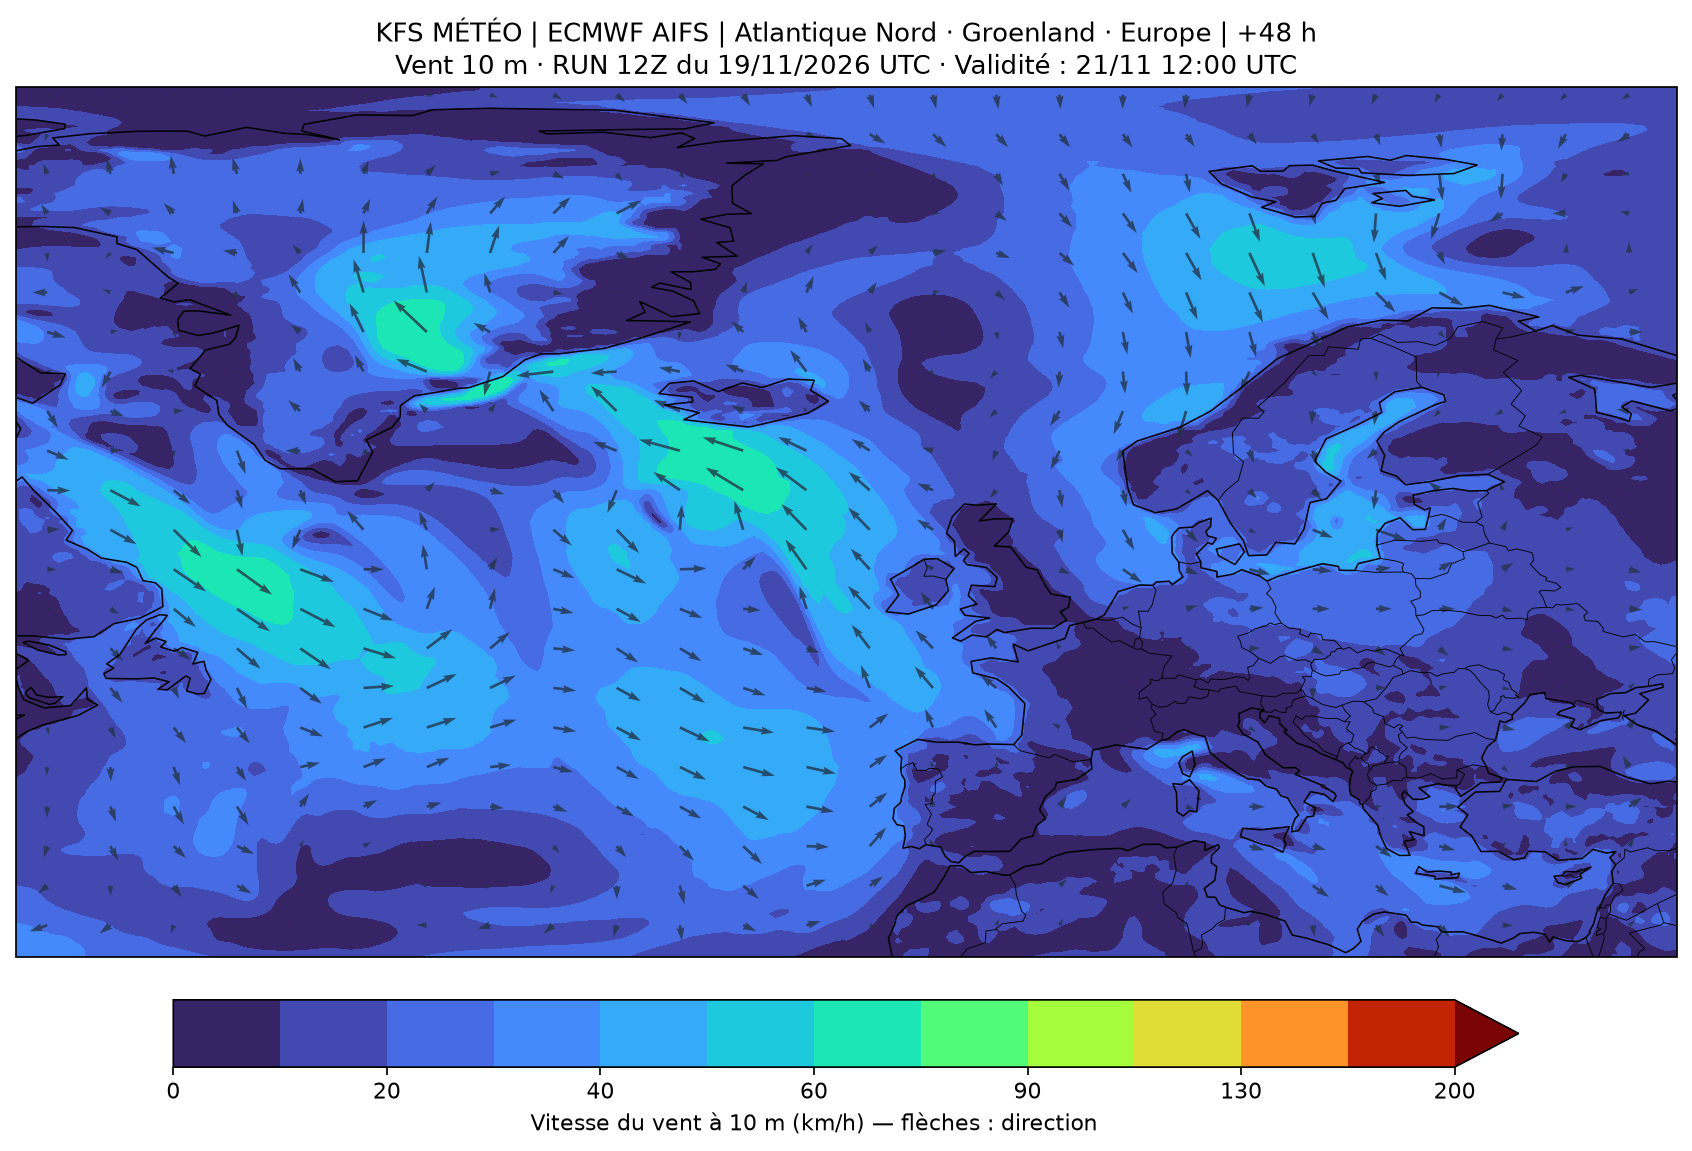 KFS MÉTÉO | ECMWF AIFS | Atlantique Nord · Groenland · Europe | +48 h
Vent 10 m · RUN 12Z du 19/11/2026 UTC · Validité : 21/11 12:00 UTC
0 20 40 60 90 130 200
Vitesse du vent à 10 m (km/h) — flèches : direction